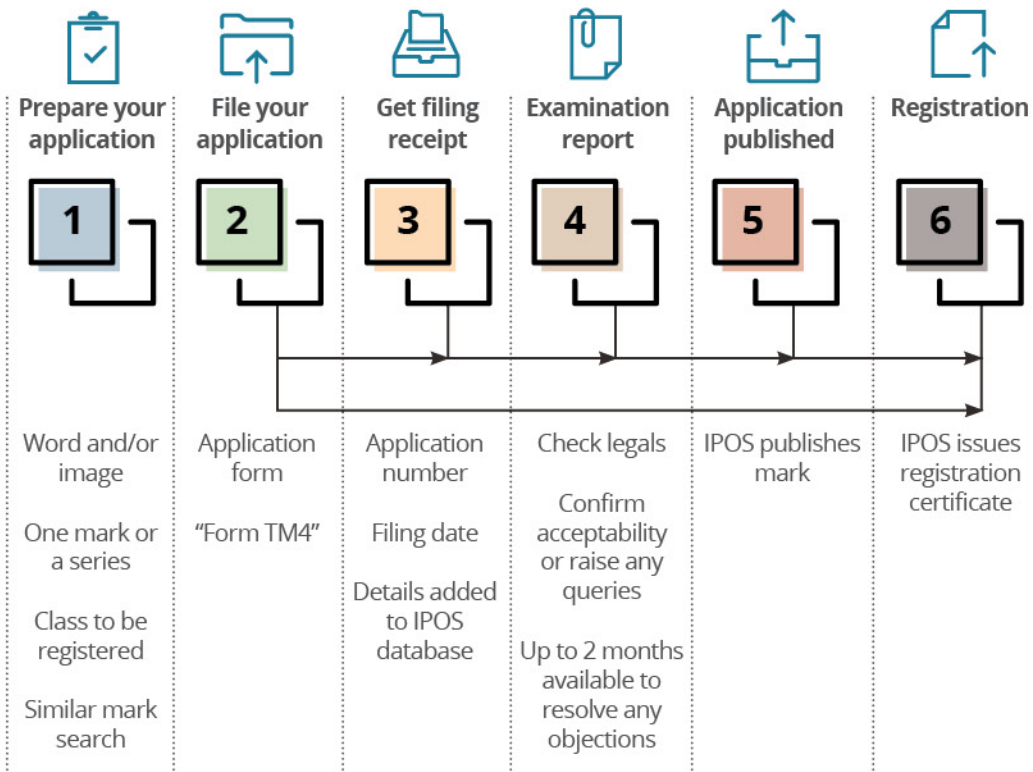 Prepare your
application
File your
application
Get filing
receipt
Examination
report
Application
published
Registration
1
2
3
4
5
6
Word and/or
image
One mark or
a series
Class to be
registered
Similar mark
search
Application
form
“Form TM4”
Application
number
Filing date
Details added
to IPOS
database
Check legals
Confirm
acceptability
or raise any
queries
Up to 2 months
available to
resolve any
objections
IPOS publishes
mark
IPOS issues
registration
certificate